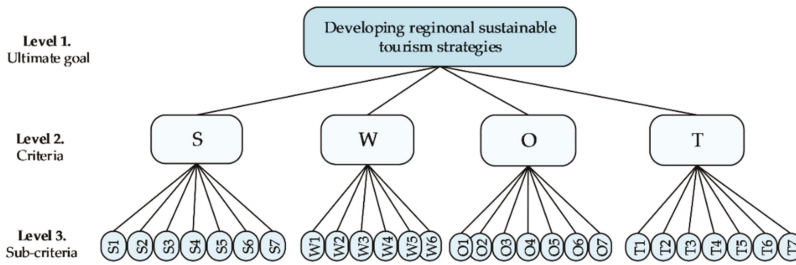 Level 1.
Ultimate goal
Developing reginonal sustainable
tourism strategies
Level 2.
Criteria
S W O T
Level 3.
Sub-criteria
S1 S2 S3 S4 S5 S6 S7 W1 W2 W3 W4 W5 W6 O1 O2 O3 O4 O5 O6 O7 T1 T2 T3 T4 T5 T6 T7